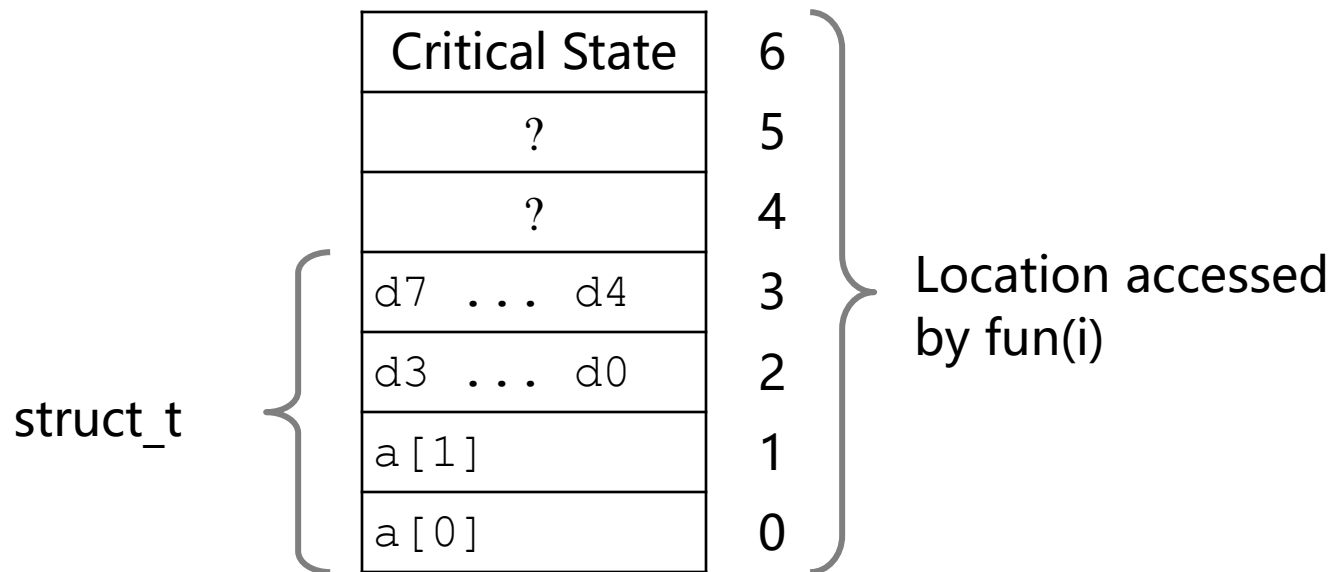 Critical State 6
? 5
? 4
d7 ... d4 3
d3 ... d0 2
a[1] 1
a[0] 0
struct_t
Location accessed
by fun(i)